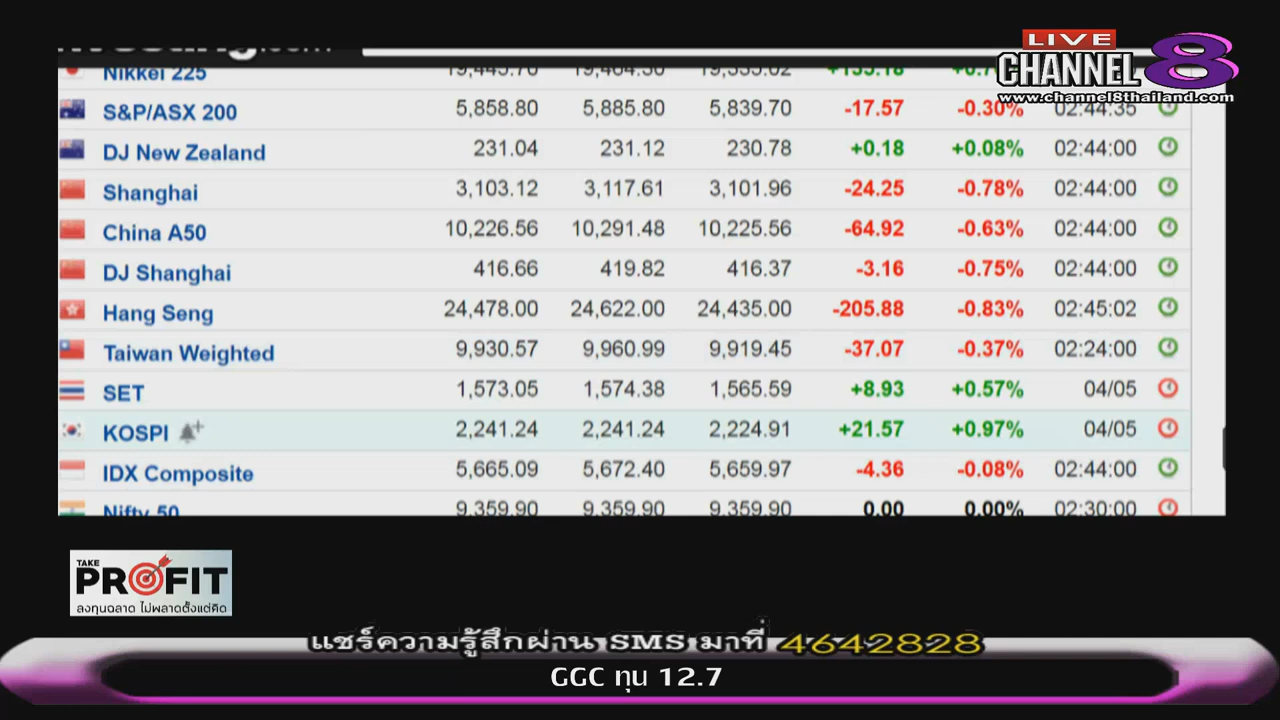 LIVE
CHANNEL 8
www.channel8thailand.com
Nikkei 225
S&P/ASX 200 5,858.80 5,885.80 5,839.70 -17.57 -0.30% 02:44:35
DJ New Zealand 231.04 231.12 230.78 +0.18 +0.08% 02:44:00
Shanghai 3,103.12 3,117.61 3,101.96 -24.25 -0.78% 02:44:00
China A50 10,226.56 10,291.48 10,225.56 -64.92 -0.63% 02:44:00
DJ Shanghai 416.66 419.82 416.37 -3.16 -0.75% 02:44:00
Hang Seng 24,478.00 24,622.00 24,435.00 -205.88 -0.83% 02:45:02
Taiwan Weighted 9,930.57 9,960.99 9,919.45 -37.07 -0.37% 02:24:00
SET 1,573.05 1,574.38 1,565.59 +8.93 +0.57% 04/05
KOSPI 2,241.24 2,241.24 2,224.91 +21.57 +0.97% 04/05
IDX Composite 5,665.09 5,672.40 5,659.97 -4.36 -0.08% 02:44:00
Nifty 50 9,359.90 9,359.90 9,359.90 0.00 0.00% 02:30:00
TAKE
PROFIT
ลงทุนฉลาด ไม่พลาดตั้งแต่คิด
แชร์ความรู้สึกผ่าน SMS มาที่ 4642828
GGC ทุน 12.7